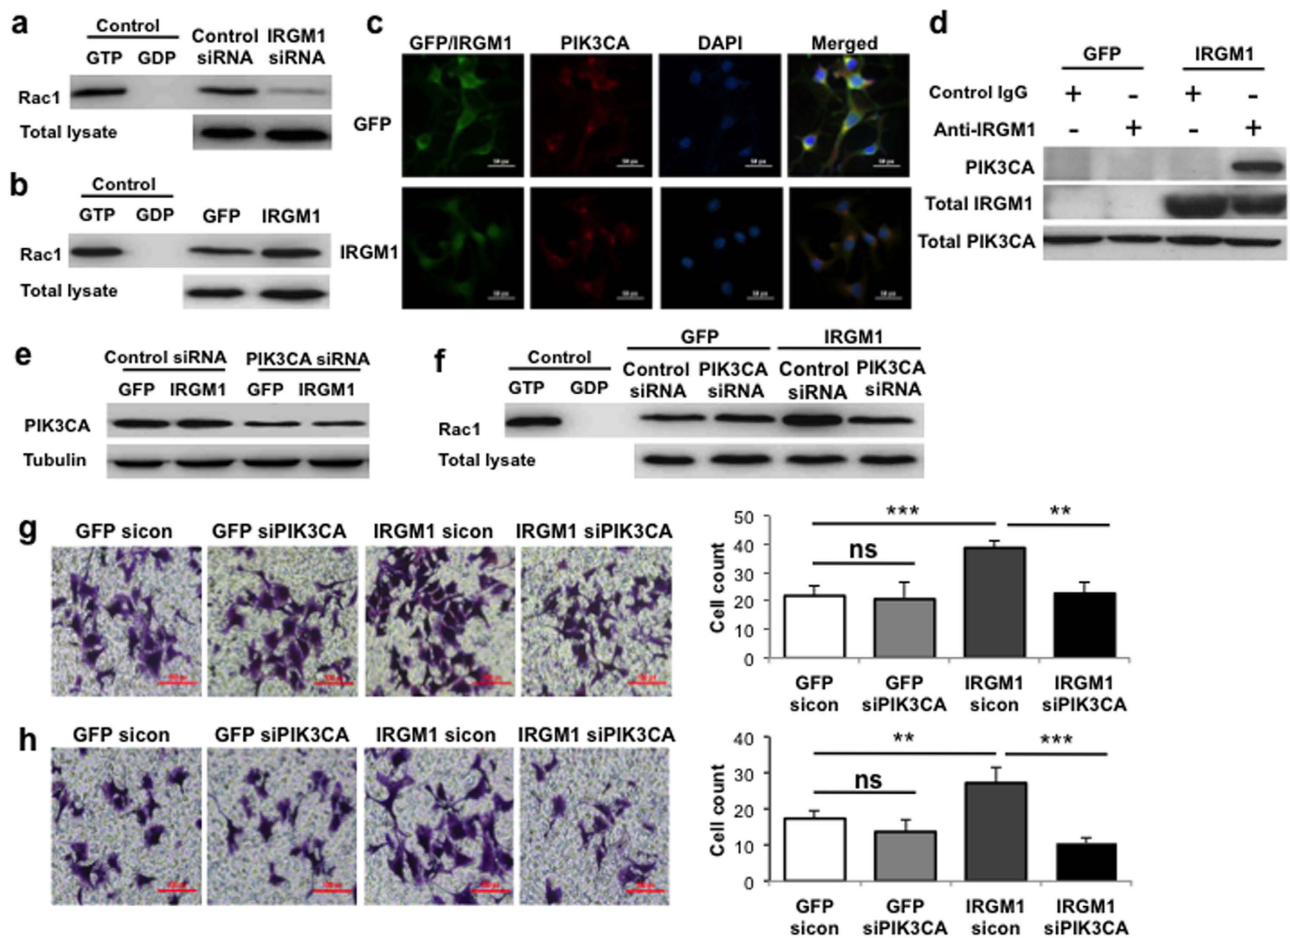 a
Control
GTP GDP
Control siRNA
IRGM1 siRNA
Rac1
Total lysate
b
Control
GTP GDP GFP IRGM1
Rac1
Total lysate
c
GFP/IRGM1 PIK3CA DAPI Merged
GFP
IRGM1
d
GFP IRGM1
Control IgG + - + -
Anti-IRGM1 - + - +
PIK3CA
Total IRGM1
Total PIK3CA
e
Control siRNA PIK3CA siRNA
GFP IRGM1 GFP IRGM1
PIK3CA
Tubulin
f
GFP IRGM1
Control
GTP GDP
Control siRNA
PIK3CA siRNA
Control siRNA
PIK3CA siRNA
Rac1
Total lysate
g
GFP sicon GFP siPIK3CA IRGM1 sicon IRGM1 siPIK3CA
Cell count
50
40
30
20
10
0
*** **
ns
GFP sicon
GFP siPIK3CA
IRGM1 sicon
IRGM1 siPIK3CA
h
GFP sicon GFP siPIK3CA IRGM1 sicon IRGM1 siPIK3CA
Cell count
40
30
20
10
0
** ***
ns
GFP sicon
GFP siPIK3CA
IRGM1 sicon
IRGM1 siPIK3CA